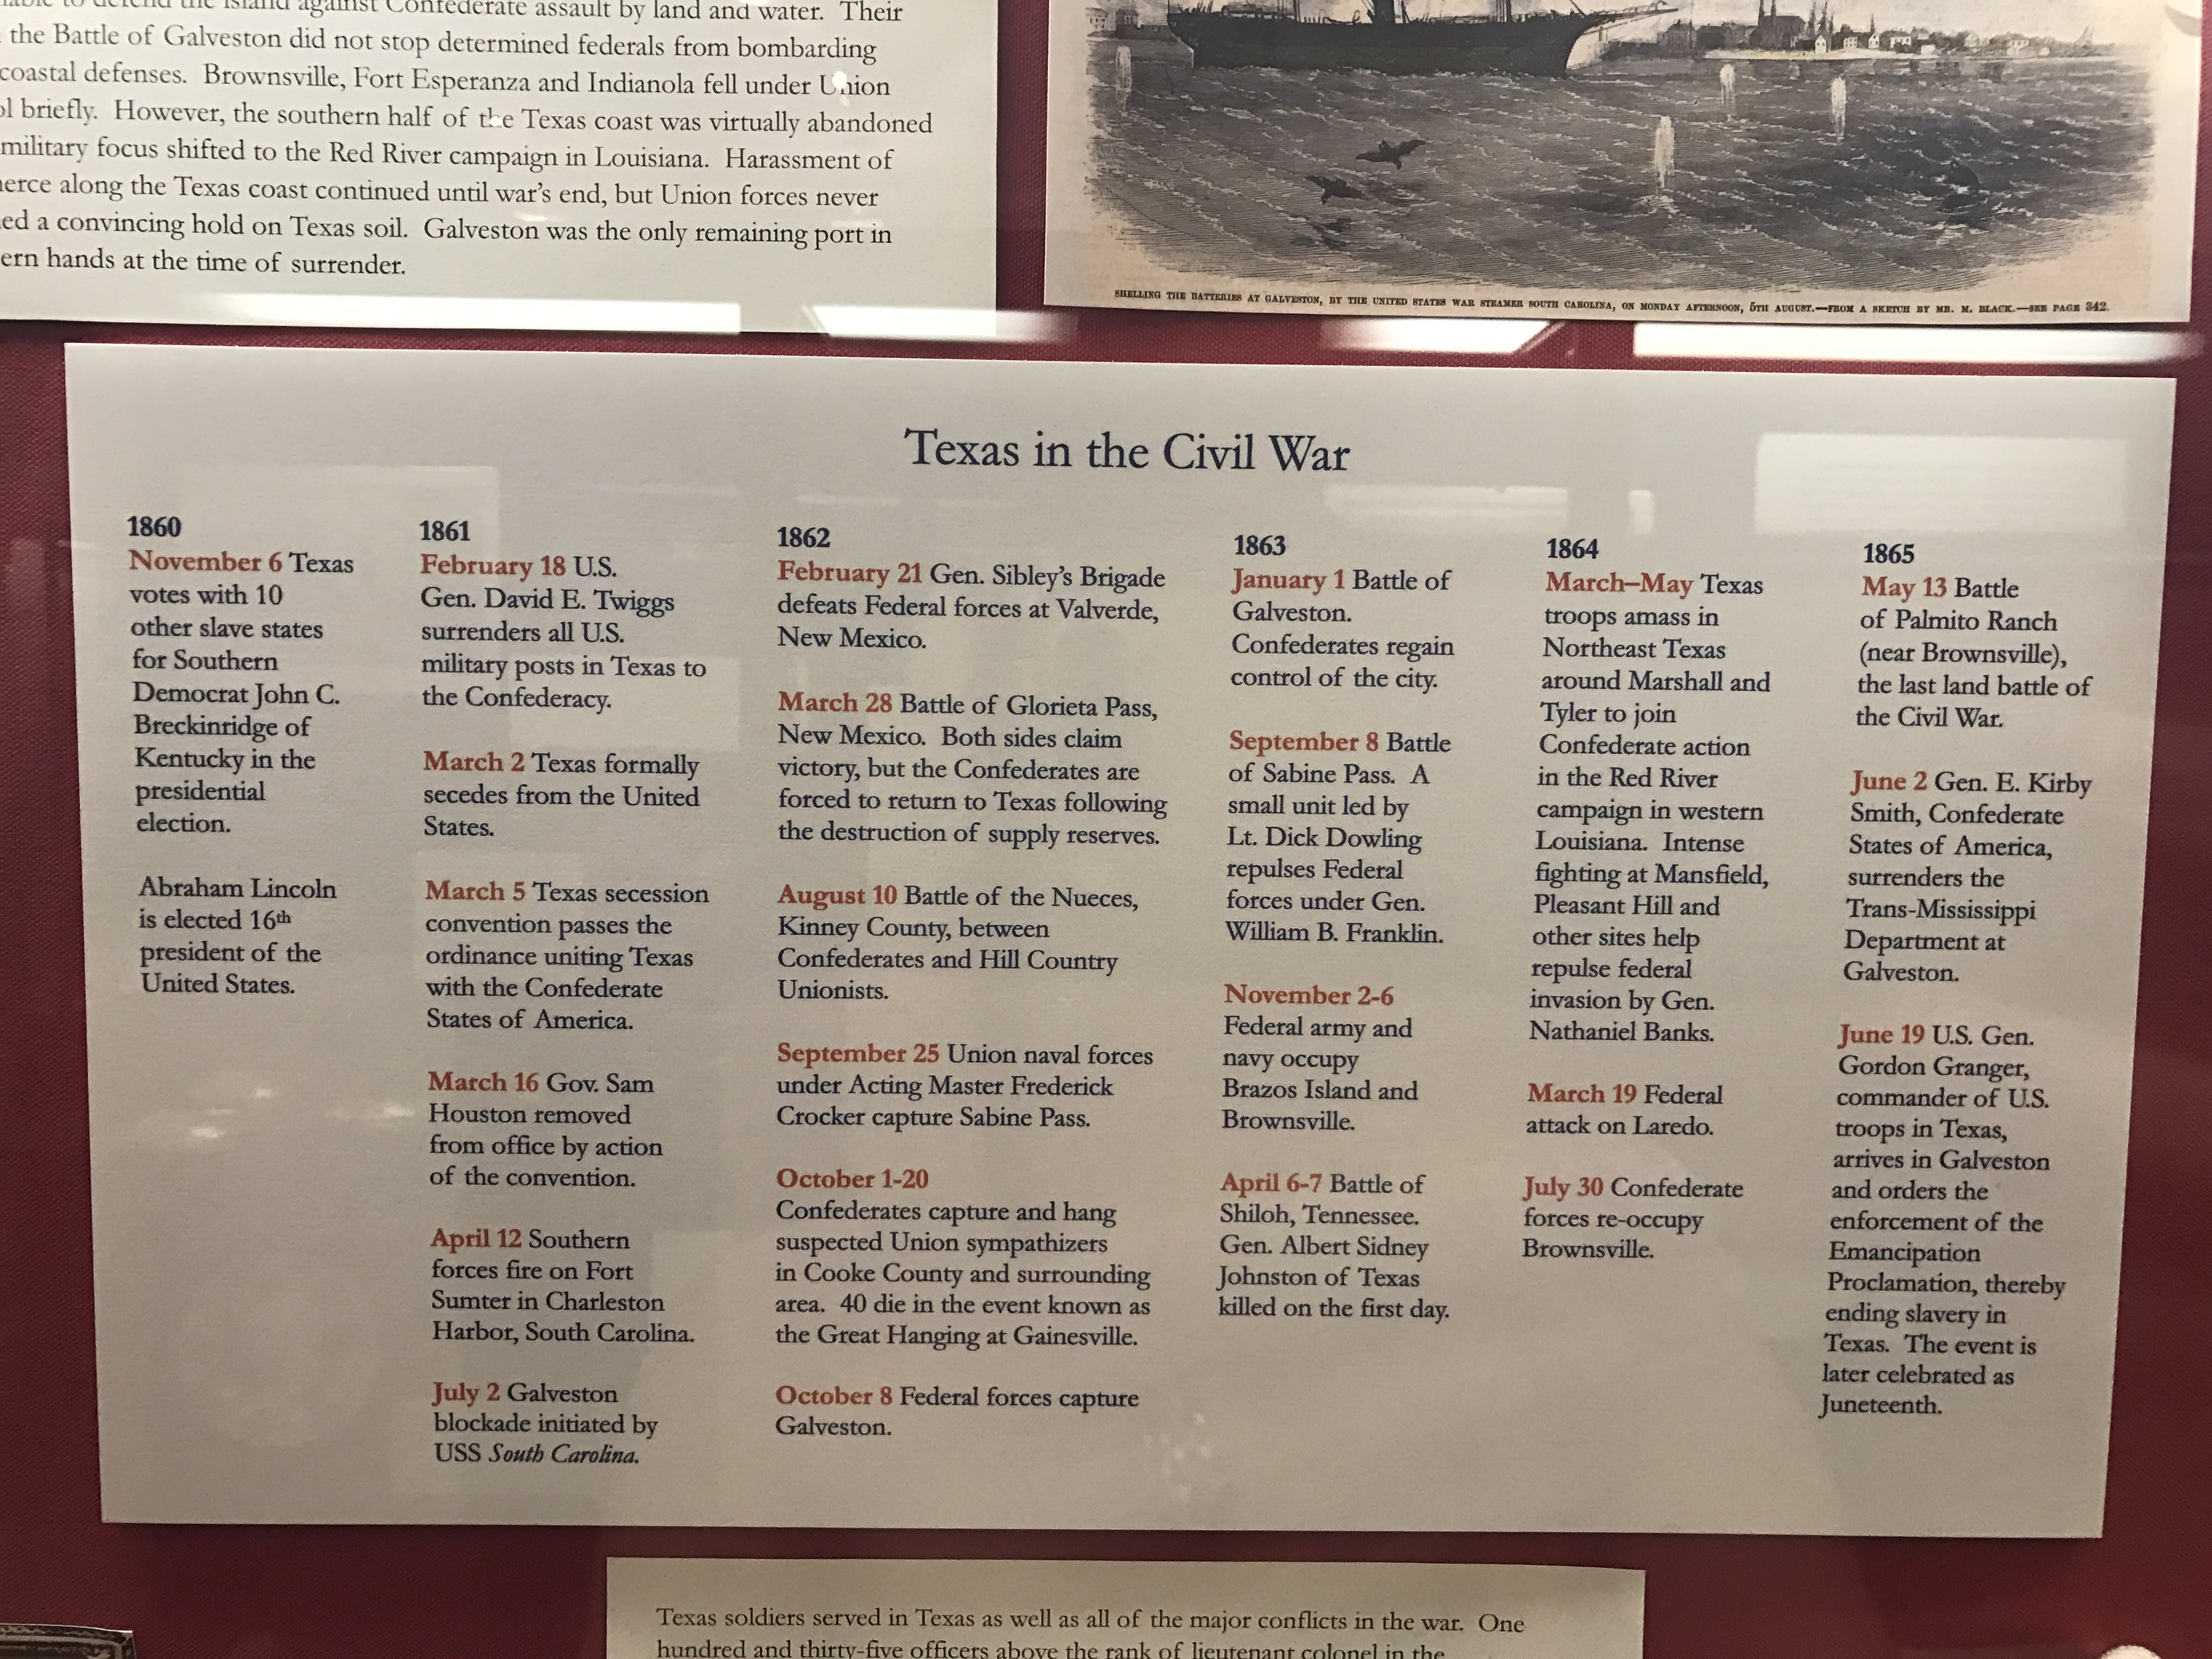 to defend the island against Confederate assault by land and water. Their
the Battle of Galveston did not stop determined federals from bombarding
coastal defenses. Brownsville, Fort Esperanza and Indianola fell under Union
briefly. However, the southern half of the Texas coast was virtually abandoned
military focus shifted to the Red River campaign in Louisiana. Harassment of
along the Texas coast continued until war's end, but Union forces never
a convincing hold on Texas soil. Galveston was the only remaining port in
hands at the time of surrender.
SHELLING THE BATTERIES AT GALVESTON, BY THE UNITED STATES WAR STEAMER SOUTH CAROLINA, ON MONDAY AFTERNOON, 5TH AUGUST.—FROM A SKETCH BY MR. M. BLACK.—SEE PAGE 342.
Texas in the Civil War
1860
November 6 Texas
votes with 10
other slave states
for Southern
Democrat John C.
Breckinridge of
Kentucky in the
presidential
election.
Abraham Lincoln
is elected 16th
president of the
United States.
1861
February 18 U.S.
Gen. David E. Twiggs
surrenders all U.S.
military posts in Texas to
the Confederacy.
March 2 Texas formally
secedes from the United
States.
March 5 Texas secession
convention passes the
ordinance uniting Texas
with the Confederate
States of America.
March 16 Gov. Sam
Houston removed
from office by action
of the convention.
April 12 Southern
forces fire on Fort
Sumter in Charleston
Harbor, South Carolina.
July 2 Galveston
blockade initiated by
USS South Carolina.
1862
February 21 Gen. Sibley's Brigade
defeats Federal forces at Valverde,
New Mexico.
March 28 Battle of Glorieta Pass,
New Mexico. Both sides claim
victory, but the Confederates are
forced to return to Texas following
the destruction of supply reserves.
August 10 Battle of the Nueces,
Kinney County, between
Confederates and Hill Country
Unionists.
September 25 Union naval forces
under Acting Master Frederick
Crocker capture Sabine Pass.
October 1-20
Confederates capture and hang
suspected Union sympathizers
in Cooke County and surrounding
area. 40 die in the event known as
the Great Hanging at Gainesville.
October 8 Federal forces capture
Galveston.
1863
January 1 Battle of
Galveston.
Confederates regain
control of the city.
September 8 Battle
of Sabine Pass. A
small unit led by
Lt. Dick Dowling
repulses Federal
forces under Gen.
William B. Franklin.
November 2-6
Federal army and
navy occupy
Brazos Island and
Brownsville.
April 6-7 Battle of
Shiloh, Tennessee.
Gen. Albert Sidney
Johnston of Texas
killed on the first day.
1864
March–May Texas
troops amass in
Northeast Texas
around Marshall and
Tyler to join
Confederate action
in the Red River
campaign in western
Louisiana. Intense
fighting at Mansfield,
Pleasant Hill and
other sites help
repulse federal
invasion by Gen.
Nathaniel Banks.
March 19 Federal
attack on Laredo.
July 30 Confederate
forces re-occupy
Brownsville.
1865
May 13 Battle
of Palmito Ranch
(near Brownsville),
the last land battle of
the Civil War.
June 2 Gen. E. Kirby
Smith, Confederate
States of America,
surrenders the
Trans-Mississippi
Department at
Galveston.
June 19 U.S. Gen.
Gordon Granger,
commander of U.S.
troops in Texas,
arrives in Galveston
and orders the
enforcement of the
Emancipation
Proclamation, thereby
ending slavery in
Texas. The event is
later celebrated as
Juneteenth.
Texas soldiers served in Texas as well as all of the major conflicts in the war. One
hundred and thirty-five officers above the rank of lieutenant colonel in the